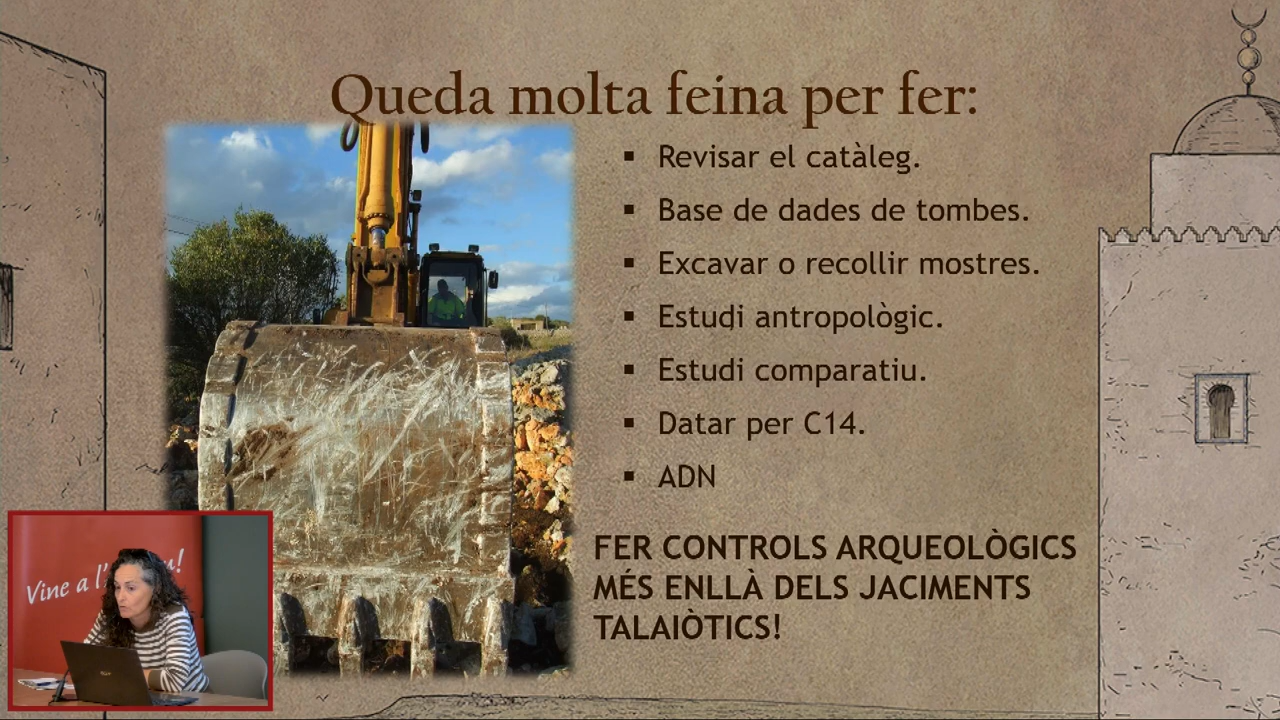 Queda molta feina per fer:
▪ Revisar el catàleg.
▪ Base de dades de tombes.
▪ Excavar o recollir mostres.
▪ Estudi antropològic.
▪ Estudi comparatiu.
▪ Datar per C14.
▪ ADN
FER CONTROLS ARQUEOLÒGICS
MÉS ENLLÀ DELS JACIMENTS
TALAIÒTICS!
Vine a l'